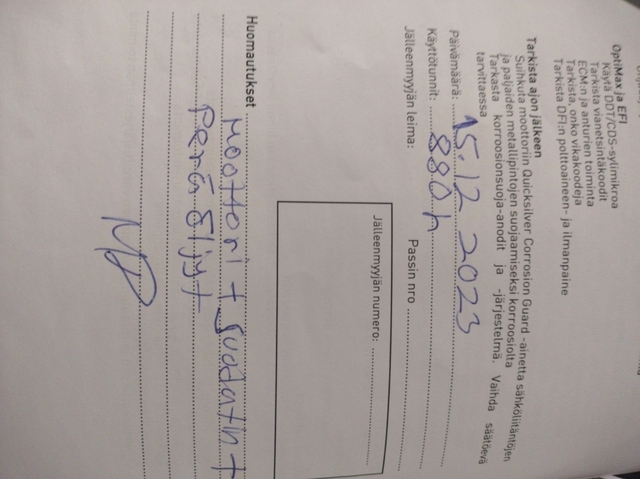 OptiMax ja EFI
Käytä DDT/CDS-sylimikroa
Tarkista vianetsintäkoodit
ECM:n ja anturien toiminta
Tarkista, onko vikakoodeja
Tarkista DFI:n polttoaineen- ja ilmanpaine
Tarkista ajon jälkeen
Suihkuta moottoriin Quicksilver Corrosion Guard -ainetta sähköliitäntöjen
ja paljaiden metallipintojen suojaamiseksi korroosiolta
Tarkasta korroosionsuoja-anodit ja -järjestelmä. Vaihda säätöevä
tarvittaessa
Päivämäärä: 15.12 2023
Käyttötunnit: 880h
Jälleenmyyjän leima: Passin nro
Jälleenmyyjän numero:
Huomautukset moottori + suodatin +
Perä öljyt